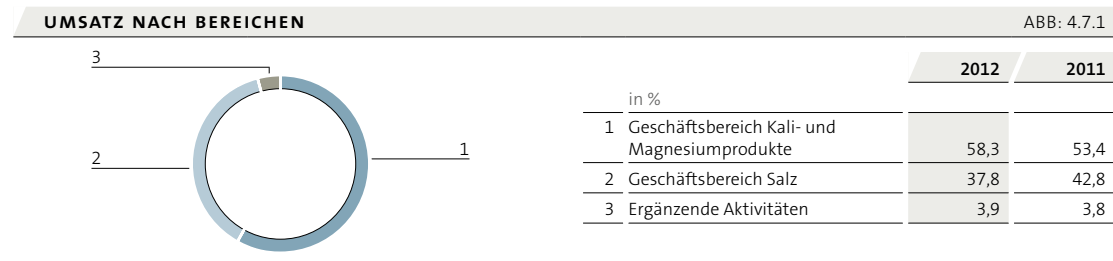 UMSATZ NACH BEREICHEN ABB: 4.7.1
3
2
1
2012 2011
in %
1 Geschäftsbereich Kali- und
Magnesiumprodukte 58,3 53,4
2 Geschäftsbereich Salz 37,8 42,8
3 Ergänzende Aktivitäten 3,9 3,8